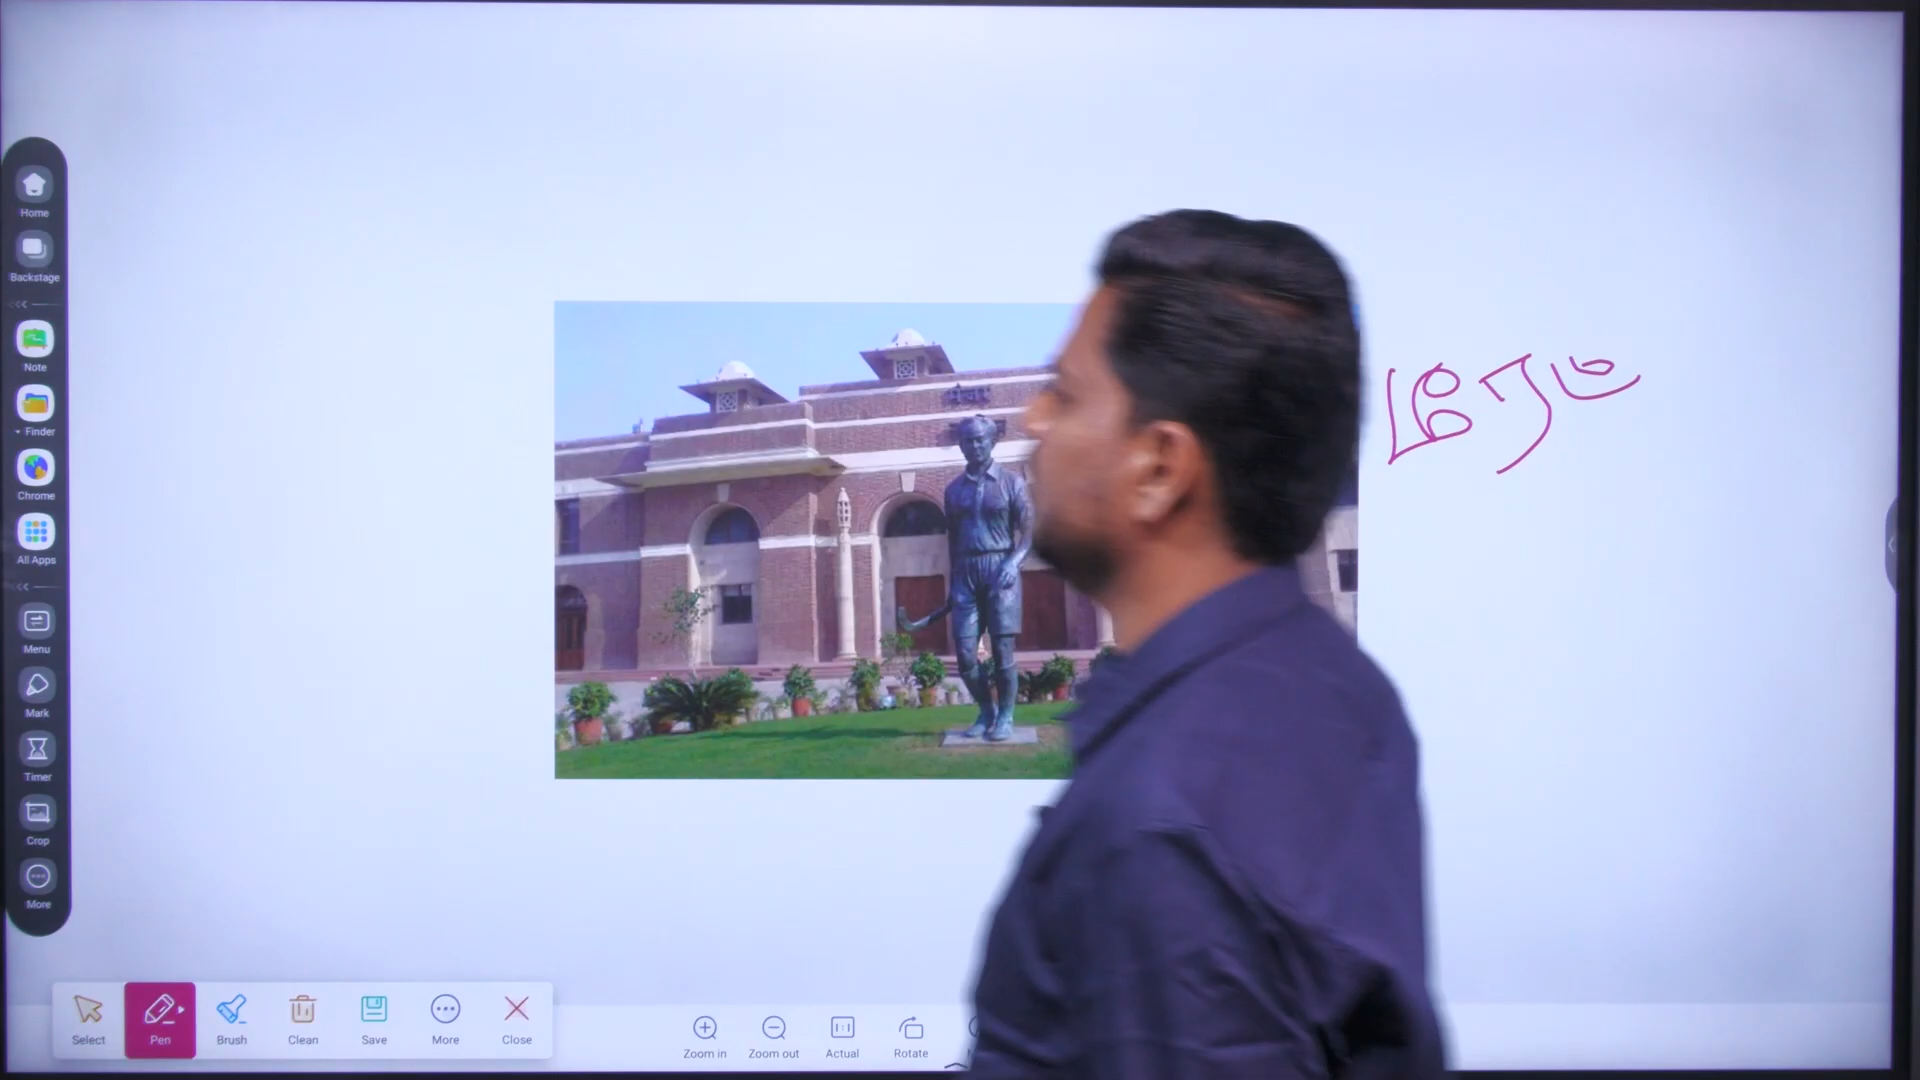 Home
Backstage
Note
Finder
Chrome
All Apps
Menu
Mark
Timer
Crop
More
Select
Pen
Brush
Clean
Save
More
Close
Zoom in
Zoom out
Actual
Rotate